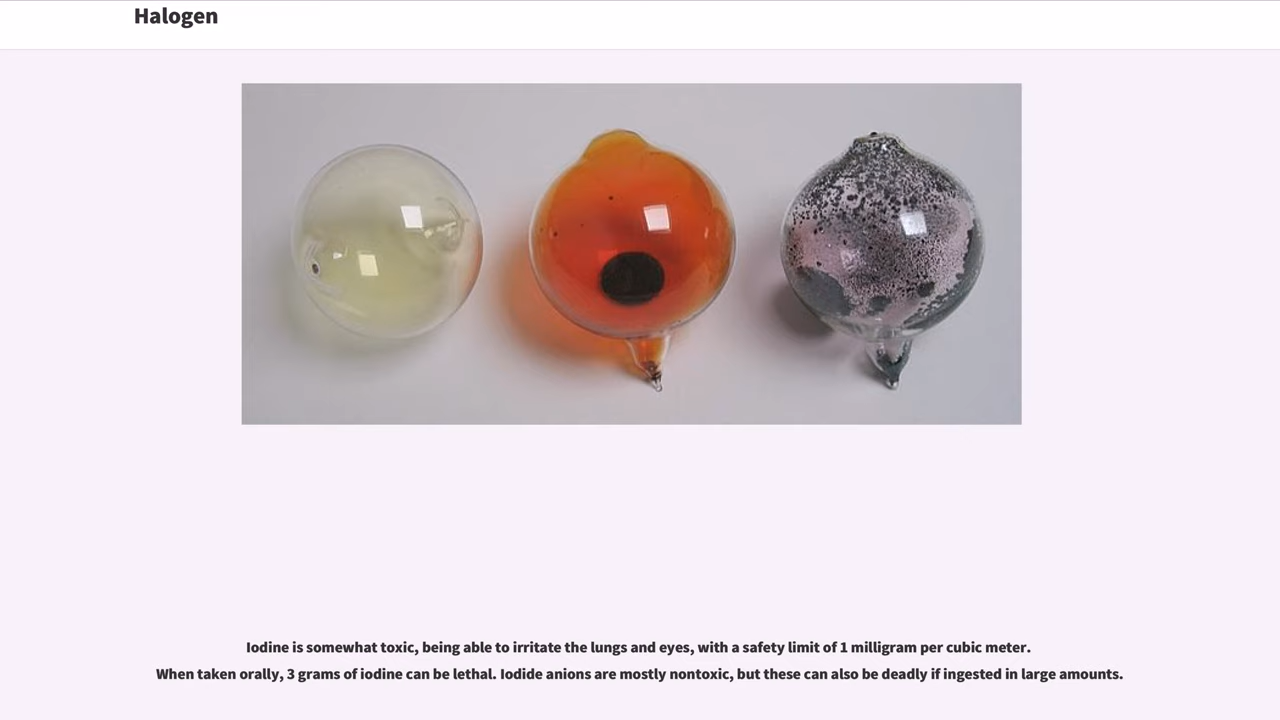 Halogen
Iodine is somewhat toxic, being able to irritate the lungs and eyes, with a safety limit of 1 milligram per cubic meter.
When taken orally, 3 grams of iodine can be lethal. Iodide anions are mostly nontoxic, but these can also be deadly if ingested in large amounts.